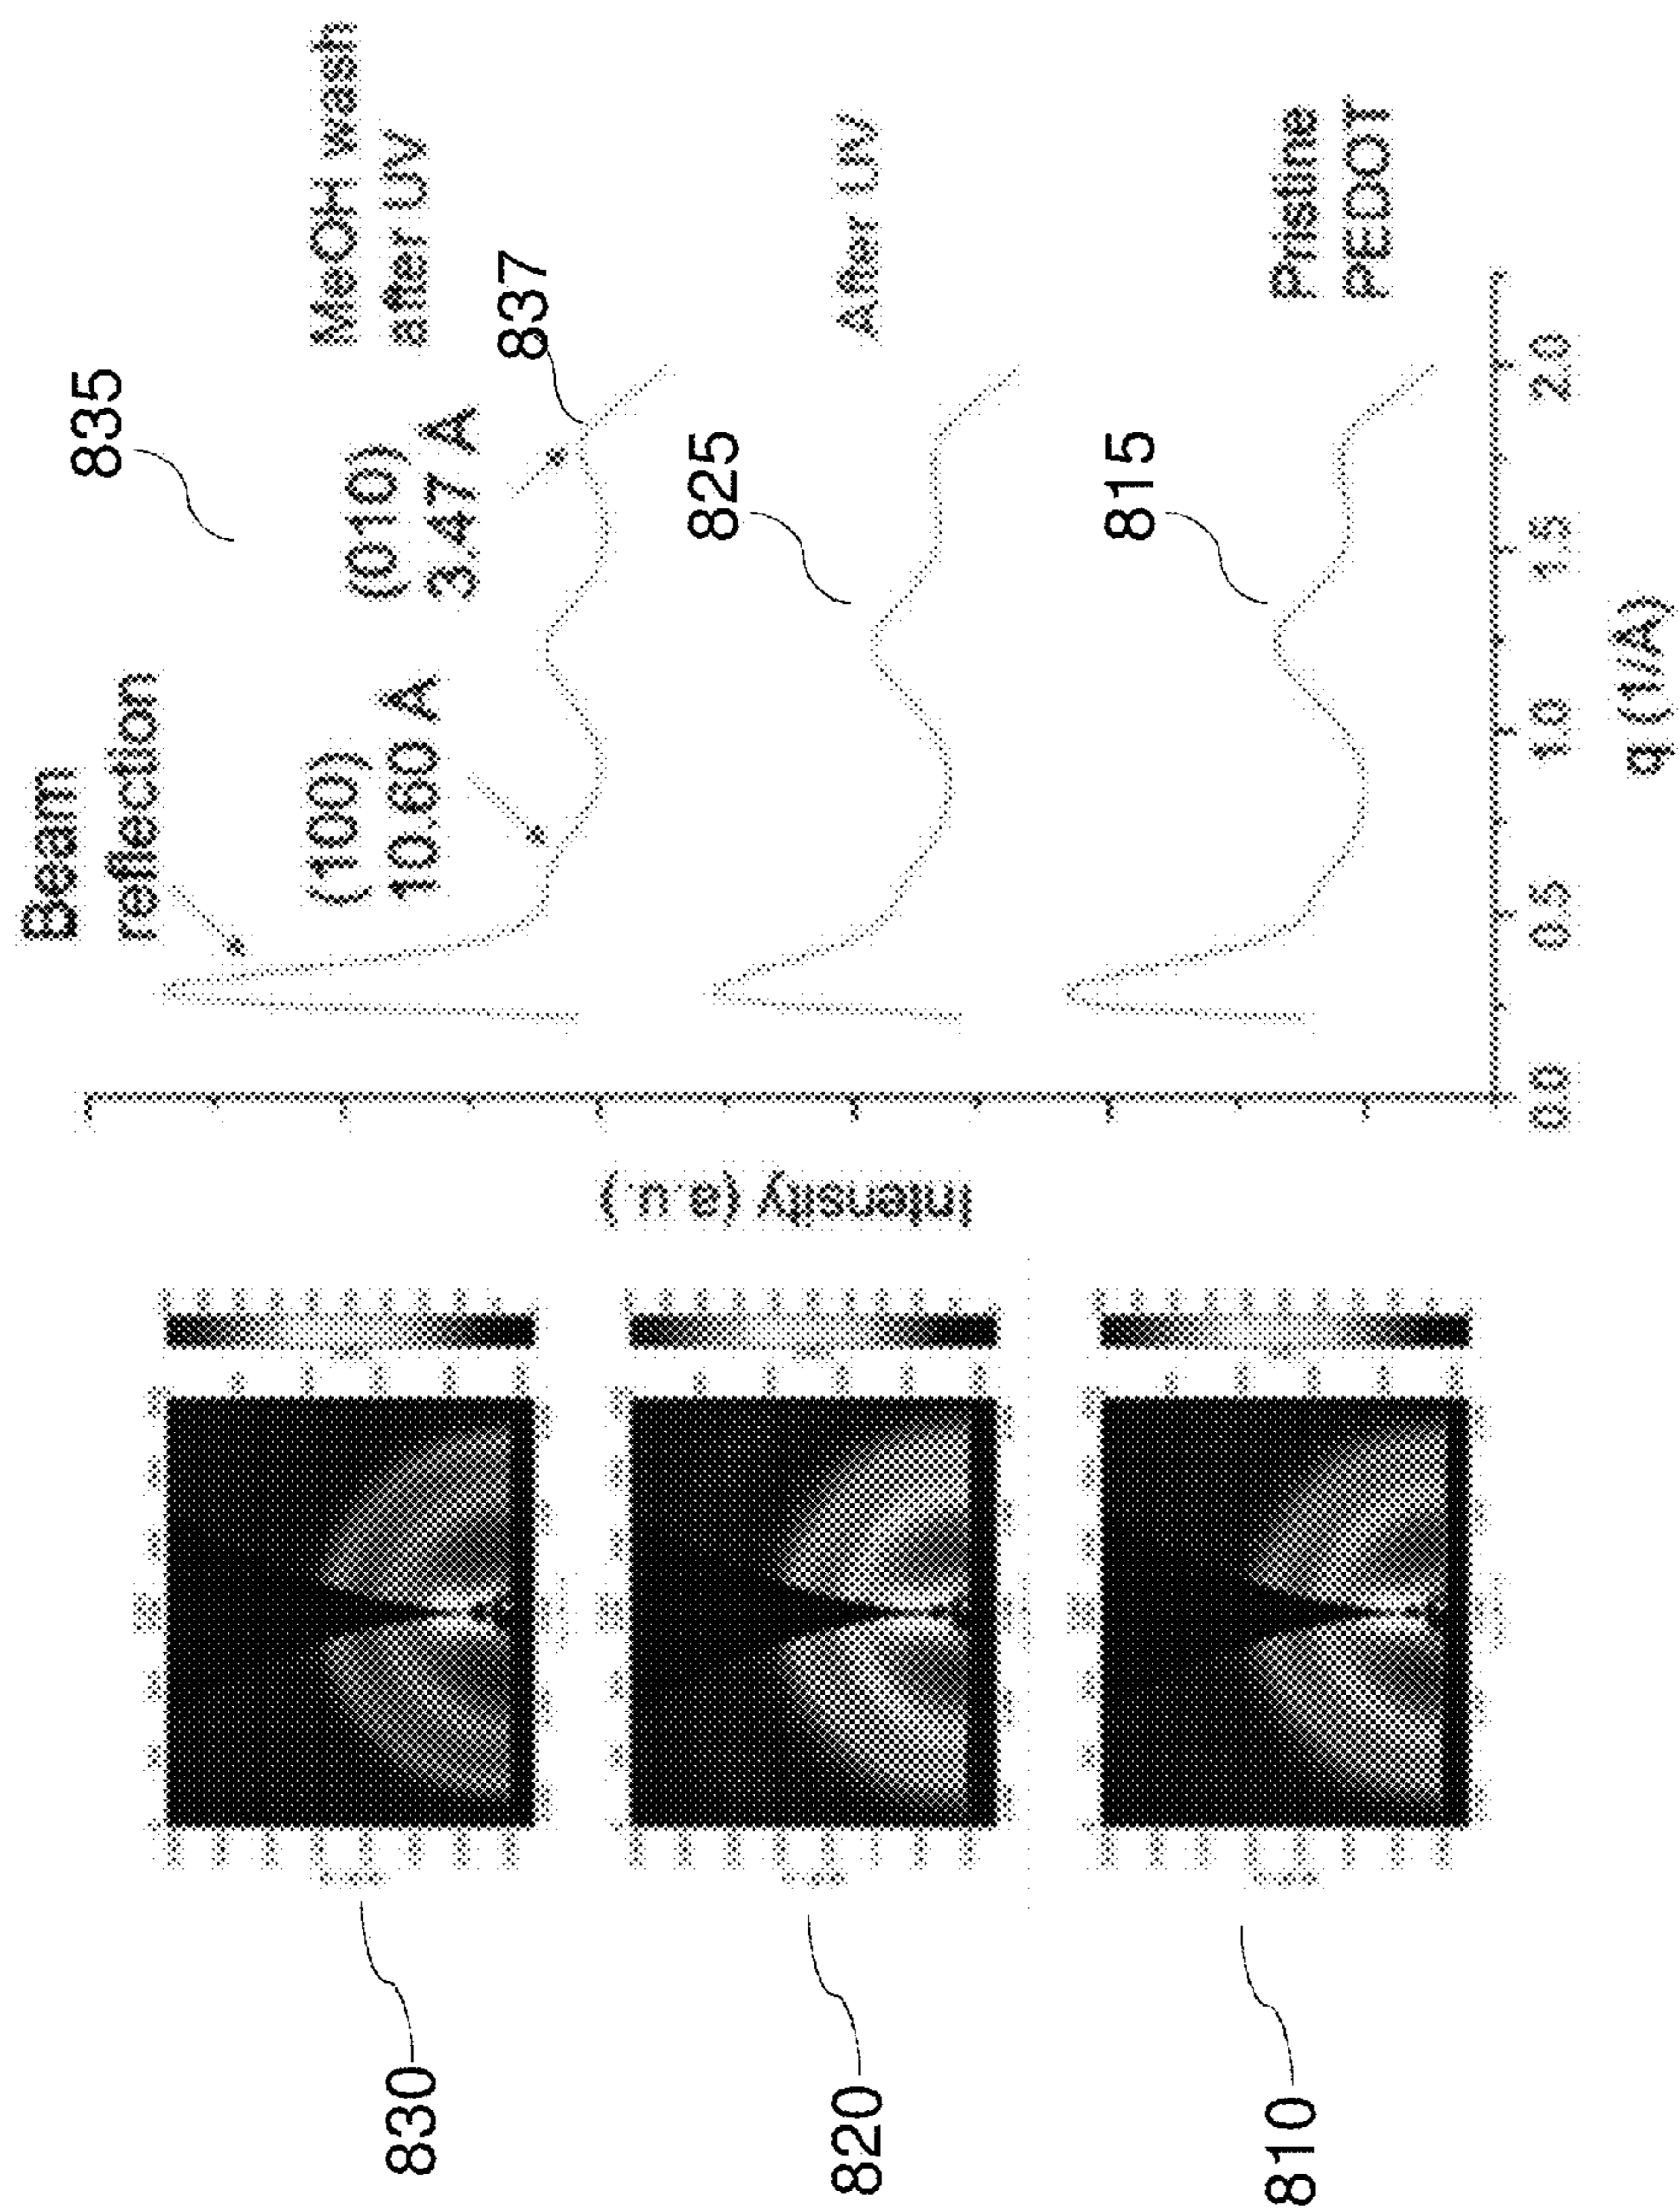 830
820
810
Intensity (a.u.)
Beam
reflection
835
(100)
10.60 A
(010)
3.47 A
837
MeOH wash
after UV
825
After UV
815
Pristine
PEDOT
0.0
0.5
1.0
1.5
2.0
q (1/A)